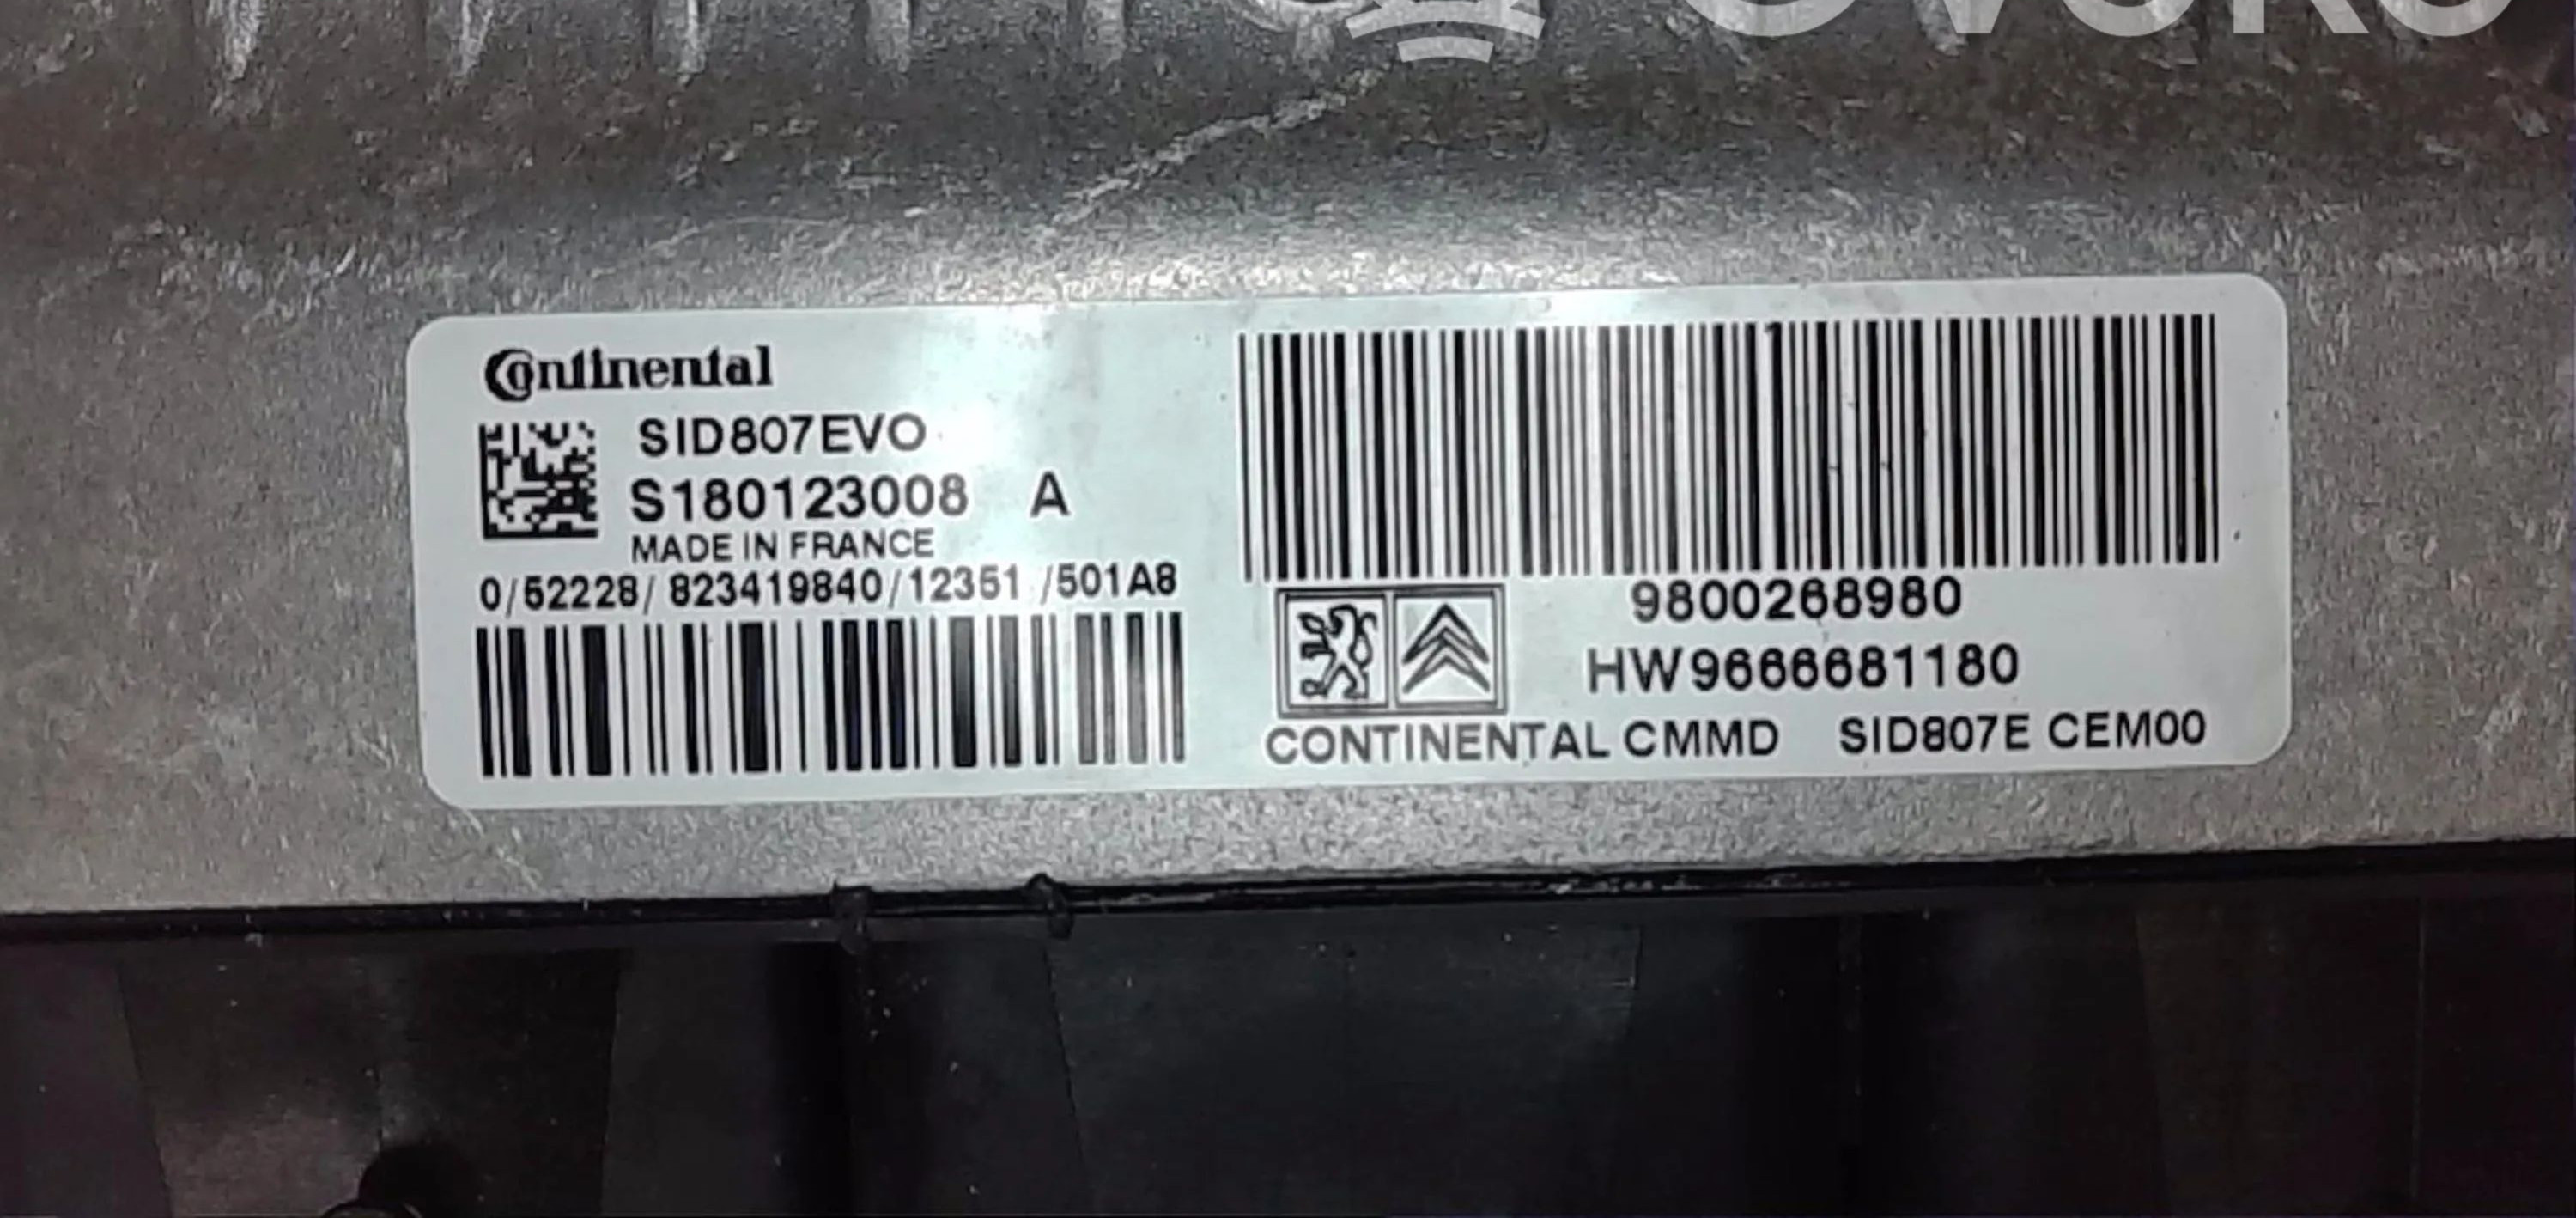 Continental
SID807EVO
S180123008 A
MADE IN FRANCE
0/52228/823419840/12351 /501A8
9800268980
HW9666681180
CONTINENTAL CMMD SID807E CEM00